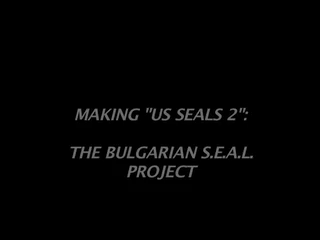 MAKING "US SEALS 2":
THE BULGARIAN S.E.A.L.
PROJECT